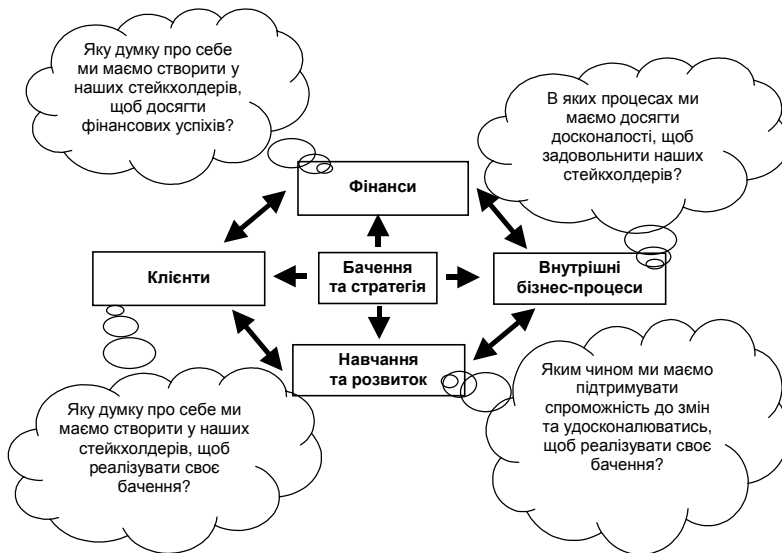 Яку думку про себе
ми маємо створити у
наших стейкхолдерів,
щоб досягти
фінансових успіхів?
В яких процесах ми
маємо досягти
досконалості, щоб
задовольнити наших
стейкхолдерів?
Фінанси
Клієнти
Бачення
та стратегія
Внутрішні
бізнес-процеси
Навчання
та розвиток
Яку думку про себе ми
маємо створити у наших
стейкхолдерів, щоб
реалізувати своє
бачення?
Яким чином ми маємо
підтримувати
спроможність до змін
та удосконалюватись,
щоб реалізувати своє
бачення?